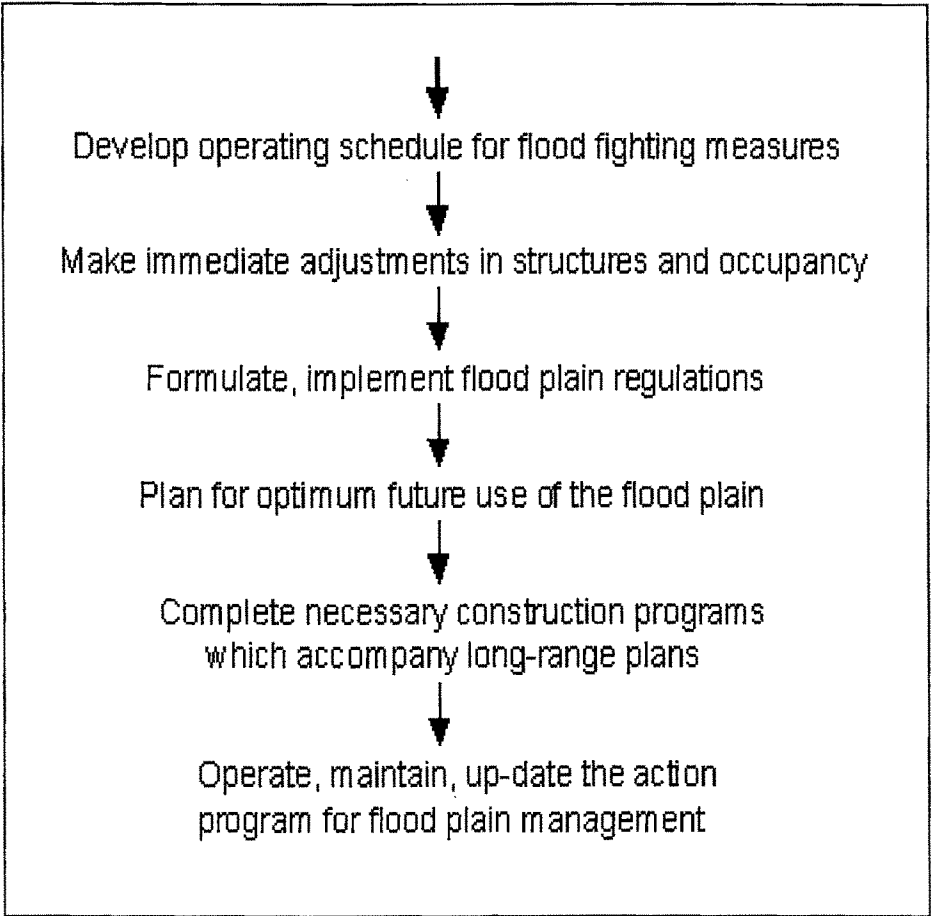 Develop operating schedule for flood fighting measures
Make immediate adjustments in structures and occupancy
Formulate, implement flood plain regulations
Plan for optimum future use of the flood plain
Complete necessary construction programs
which accompany long-range plans
Operate, maintain, up-date the action
program for flood plain management